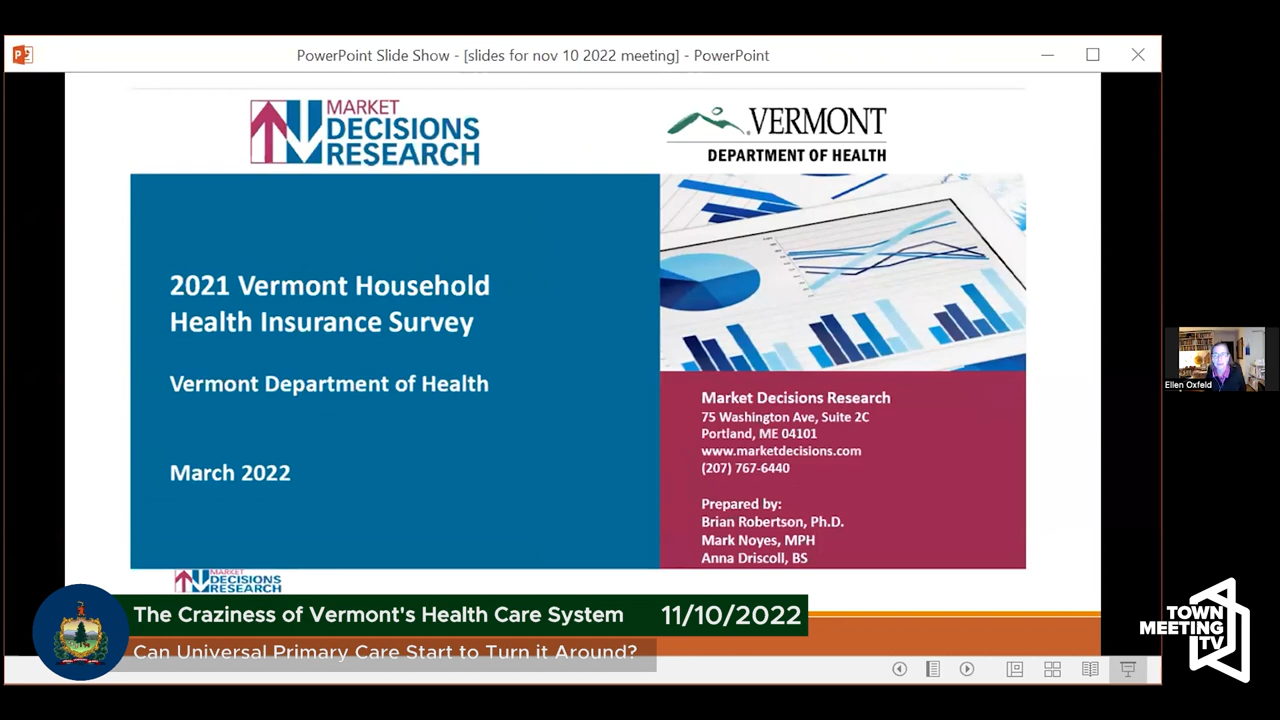 PowerPoint Slide Show - [slides for nov 10 2022 meeting] - PowerPoint
MARKET
DECISIONS
RESEARCH
VERMONT
DEPARTMENT OF HEALTH
2021 Vermont Household
Health Insurance Survey
Vermont Department of Health
March 2022
Market Decisions Research
75 Washington Ave, Suite 2C
Portland, ME 04101
www.marketdecisions.com
(207) 767-6440
Prepared by:
Brian Robertson, Ph.D.
Mark Noyes, MPH
Anna Driscoll, BS
MARKET
DECISIONS
RESEARCH
Ellen Oxfeld
The Craziness of Vermont's Health Care System 11/10/2022
Can Universal Primary Care Start to Turn it Around?
TOWN
MEETING
TV